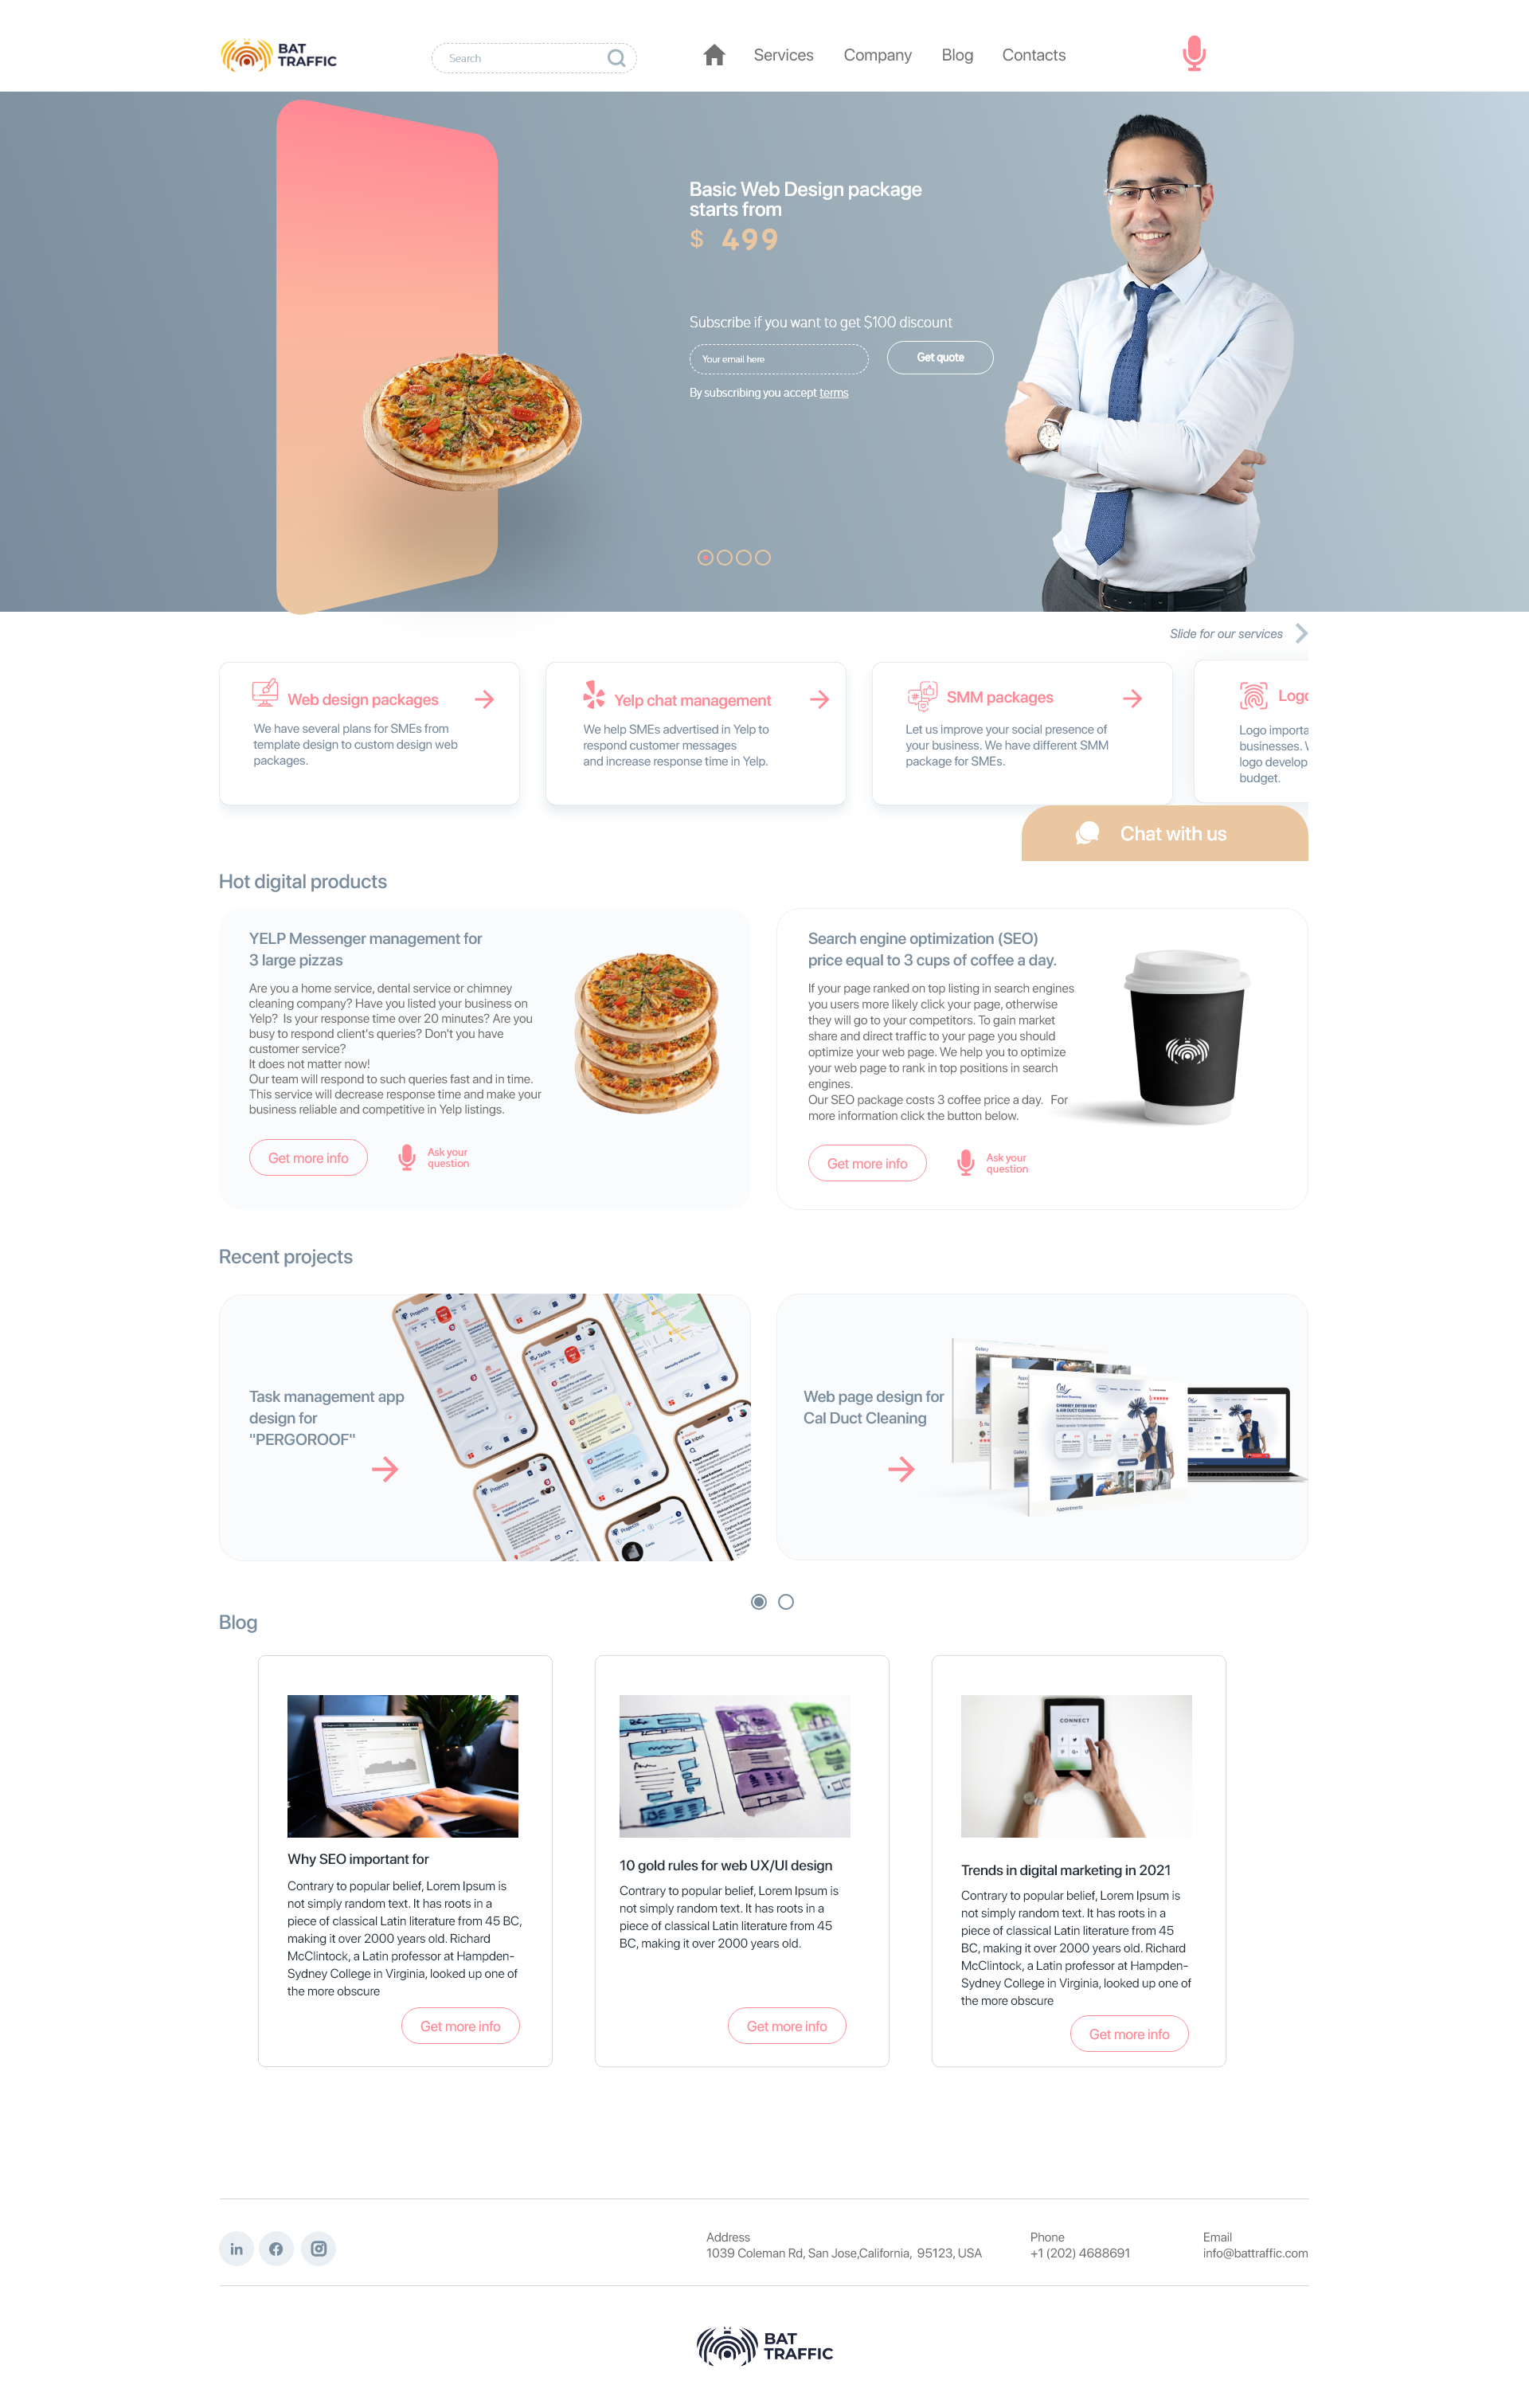 BAT
TRAFFIC
Search
Services
Company
Blog
Contacts
Basic Web Design package
starts from
$ 499
Subscribe if you want to get $100 discount
Your email here
Get quote
By subscribing you accept terms
Slide for our services
Web design packages
We have several plans for SMEs from
template design to custom design web
packages.
Yelp chat management
We help SMEs advertised in Yelp to
respond customer messages
and increase response time in Yelp.
SMM packages
Let us improve your social presence of
your business. We have different SMM
package for SMEs.
Logo
Logo importa
businesses.
logo develop
budget.
Chat with us
Hot digital products
YELP Messenger management for
3 large pizzas
Are you a home service, dental service or chimney
cleaning company? Have you listed your business on
Yelp? Is your response time over 20 minutes? Are you
busy to respond client's queries? Don't you have
customer service?
It does not matter now!
Our team will respond to such queries fast and in time.
This service will decrease response time and make your
business reliable and competitive in Yelp listings.
Get more info
Ask your
question
Search engine optimization (SEO)
price equal to 3 cups of coffee a day.
If your page ranked on top listing in search engines
you users more likely click your page, otherwise
they will go to your competitors. To gain market
share and direct traffic to your page you should
optimize your web page. We help you to optimize
your web page to rank in top positions in search
engines.
Our SEO package costs 3 coffee price a day. For
more information click the button below.
Get more info
Ask your
question
Recent projects
Task management app
design for
"PERGOROOF"
Projects
Tasks
Projects
Inbox
Projects
Web page design for
Cal Duct Cleaning
Gallery
Gallery
CHIMNEY, DRYER VENT
& AIR DUCT CLEANING
Appointments
Blog
Why SEO important for
Contrary to popular belief, Lorem Ipsum is
not simply random text. It has roots in a
piece of classical Latin literature from 45 BC,
making it over 2000 years old. Richard
McClintock, a Latin professor at Hampden-
Sydney College in Virginia, looked up one of
the more obscure
Get more info
10 gold rules for web UX/UI design
Contrary to popular belief, Lorem Ipsum is
not simply random text. It has roots in a
piece of classical Latin literature from 45
BC, making it over 2000 years old.
Get more info
CONNECT
Trends in digital marketing in 2021
Contrary to popular belief, Lorem Ipsum is
not simply random text. It has roots in a
piece of classical Latin literature from 45
BC, making it over 2000 years old. Richard
McClintock, a Latin professor at Hampden-
Sydney College in Virginia, looked up one of
the more obscure
Get more info
in
Address
1039 Coleman Rd, San Jose,California, 95123, USA
Phone
+1 (202) 4688691
Email
info@battraffic.com
BAT
TRAFFIC